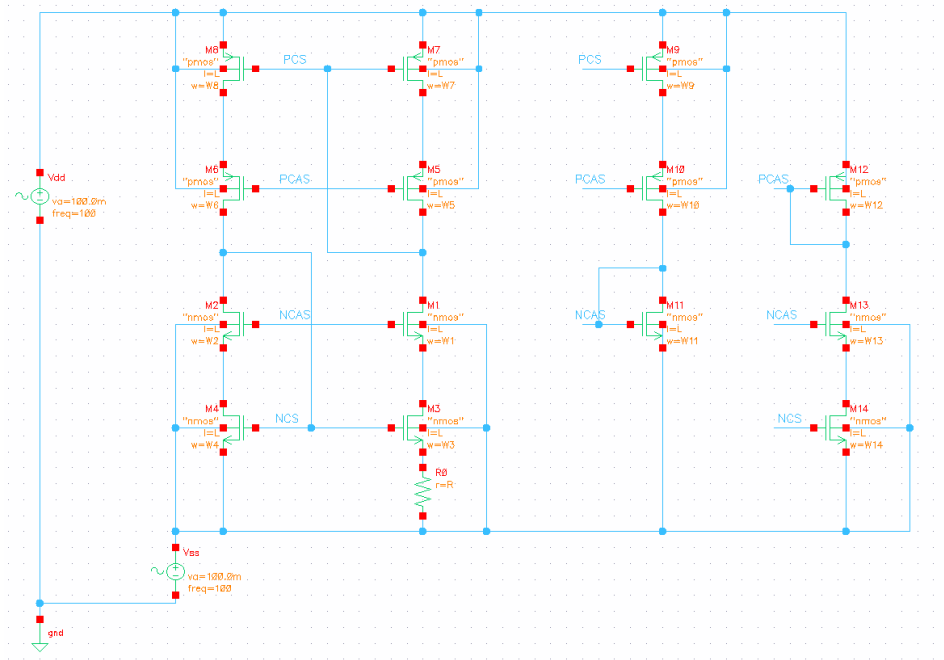 M8
"pmos"
l=L
w=W8
PCS
M7
"pmos"
l=L
w=W7
PCS
M9
"pmos"
l=L
w=W9
Vdd
va=100.0m
freq=100
M6
"pmos"
l=L
w=W6
PCAS
M5
"pmos"
l=L
w=W5
PCAS
M10
"pmos"
l=L
w=W10
PCAS
M12
"pmos"
l=L
w=W12
M2
"nmos"
l=L
w=W2
NCAS
M1
"nmos"
l=L
w=W1
NCAS
M11
"nmos"
l=L
w=W11
NCAS
M13
"nmos"
l=L
w=W13
M4
"nmos"
l=L
w=W4
NCS
M3
"nmos"
l=L
w=W3
NCS
M14
"nmos"
l=L
w=W14
R0
r=R
Vss
va=100.0m
freq=100
gnd